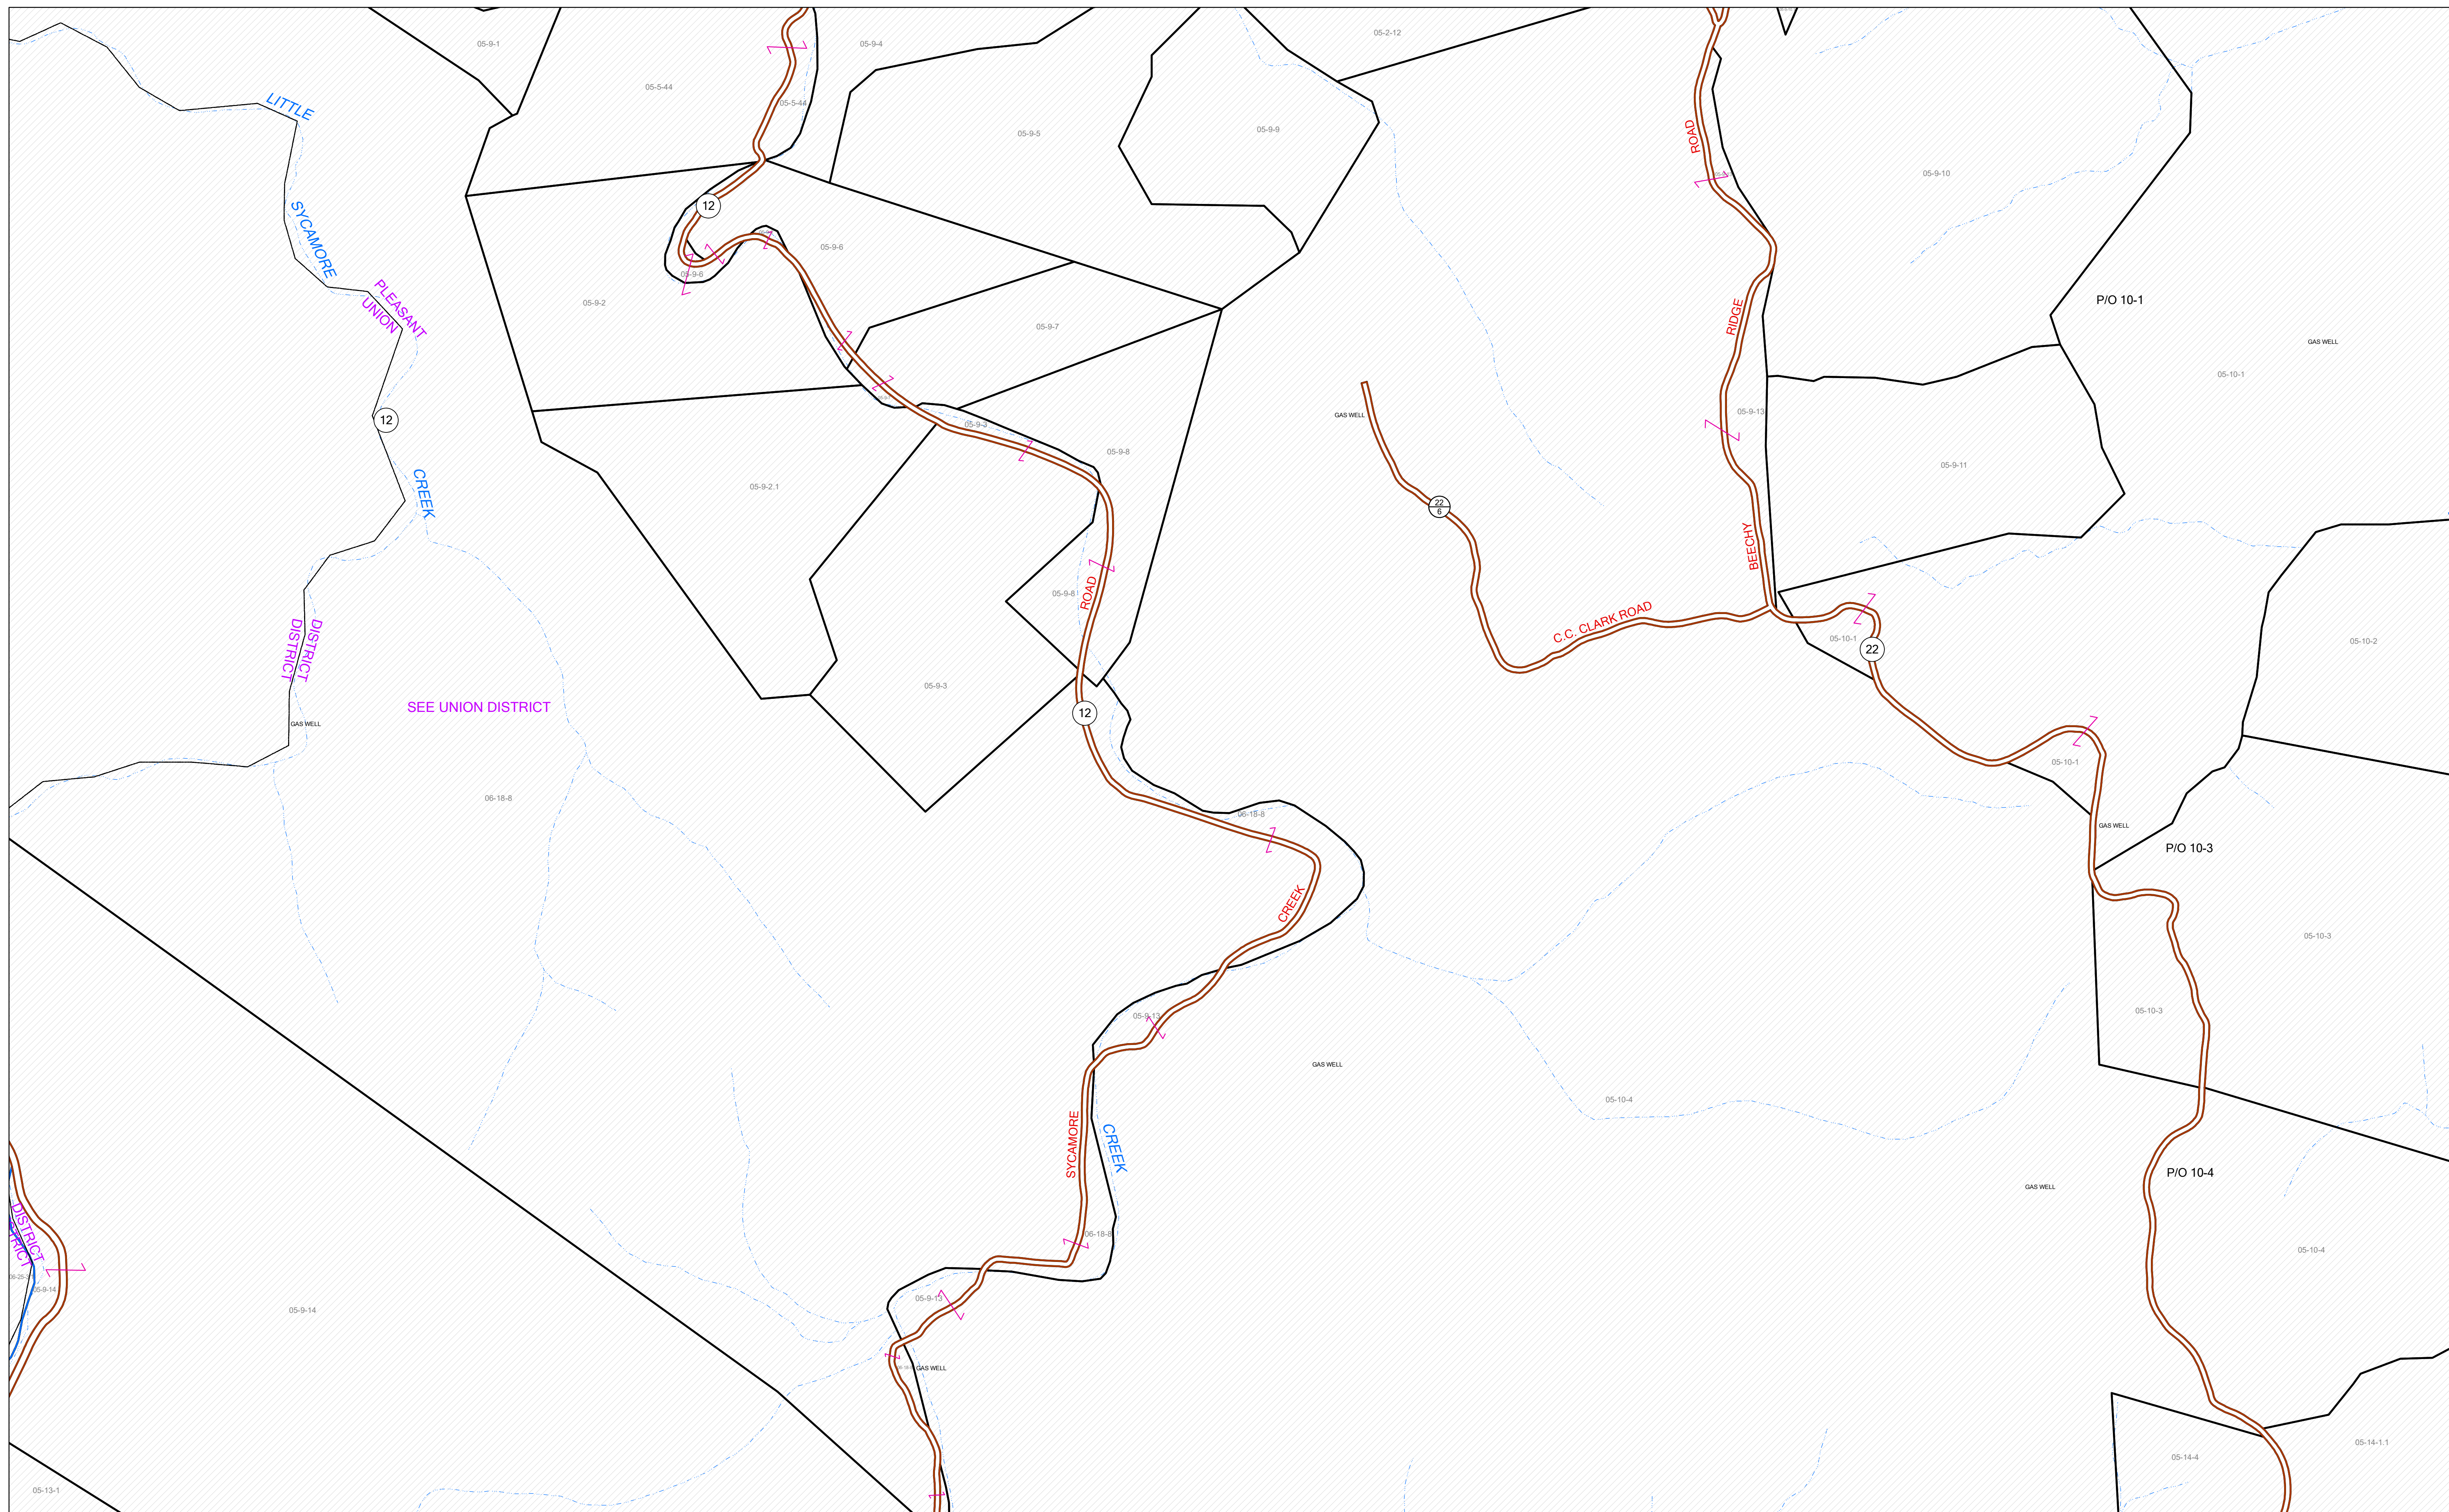 05-9-1
05-9-4
05-2-12
05-5-44
05-5-44
LITTLE
05-9-5
05-9-9
ROAD
05-9-10
SYCAMORE
12
05-9-6
05-9-6
05-9-2
PLEASANT
UNION
RIDGE
P/O 10-1
05-9-7
GAS WELL
05-10-1
GAS WELL
12
05-9-13
05-9-3
05-9-8
05-9-11
CREEK
05-9-2.1
22
6
BEECHY
ROAD
05-9-8
C.C. CLARK ROAD
DISTRICT
DISTRICT
05-10-1
22
05-10-2
05-9-3
SEE UNION DISTRICT
12
GAS WELL
05-10-1
06-18-8
06-18-8
GAS WELL
P/O 10-3
CREEK
05-10-3
05-9-13
05-10-3
GAS WELL
05-10-4
SYCAMORE
CREEK
P/O 10-4
GAS WELL
DISTRICT
TRICT
06-18-8
05-10-4
05-9-14
05-9-13
05-9-14
GAS WELL
05-14-1.1
05-14-4
05-13-1